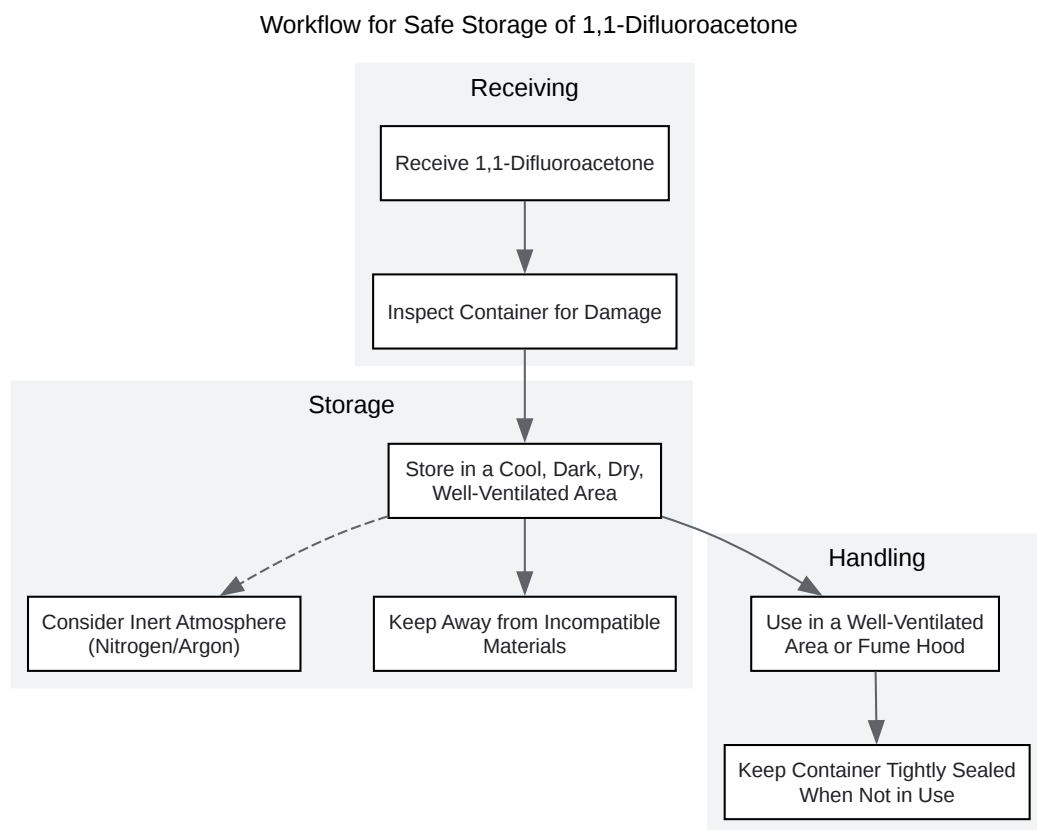 Workflow for Safe Storage of 1,1-Difluoroacetone
Receiving
Receive 1,1-Difluoroacetone
Inspect Container for Damage
Storage
Store in a Cool, Dark, Dry,
Well-Ventilated Area
Consider Inert Atmosphere
(Nitrogen/Argon)
Keep Away from Incompatible
Materials
Handling
Use in a Well-Ventilated
Area or Fume Hood
Keep Container Tightly Sealed
When Not in Use